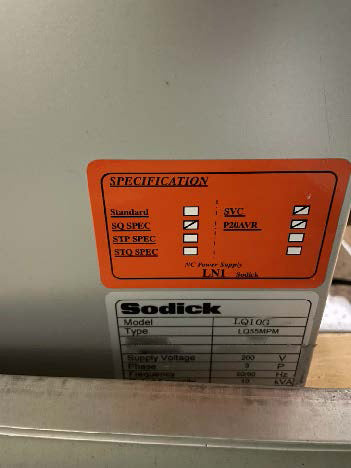 SPECIFICATION
Standard SVC
SQ SPEC P20AVR
STP SPEC
STQ SPEC
NC Power Supply
LN1 Sodick
Sodick
Model LQ10G
Type LQ55MPM
Supply Voltage 200 V
Phase 3 P
Frequency 50/60 Hz
kVA